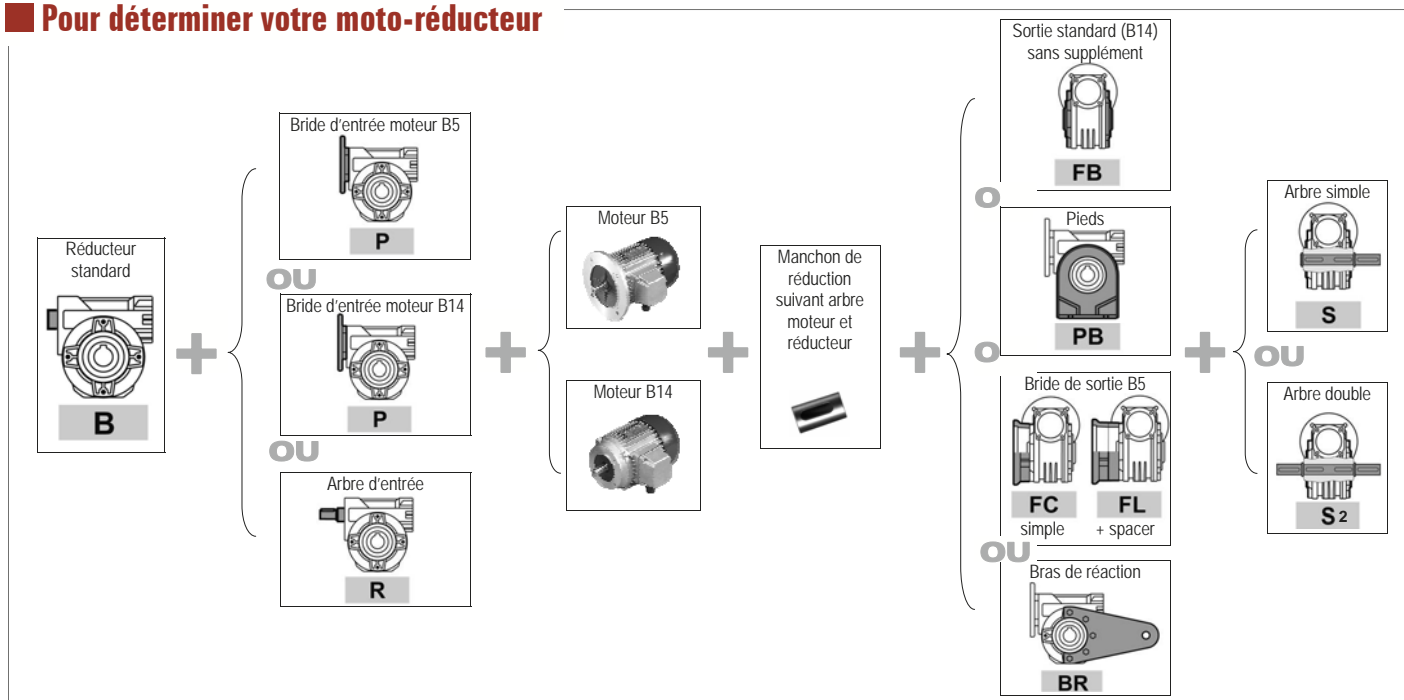 Pour déterminer votre moto-réducteur
Réducteur
standard
B
Bride d'entrée moteur B5
P
OU
Bride d'entrée moteur B14
P
OU
Arbre d'entrée
R
Moteur B5
Moteur B14
Manchon de
réduction
suivant arbre
moteur et
réducteur
Sortie standard (B14)
sans supplément
FB
O
Pieds
PB
O
Bride de sortie B5
FC FL
simple + spacer
OU
Bras de réaction
BR
Arbre simple
S
OU
Arbre double
S2